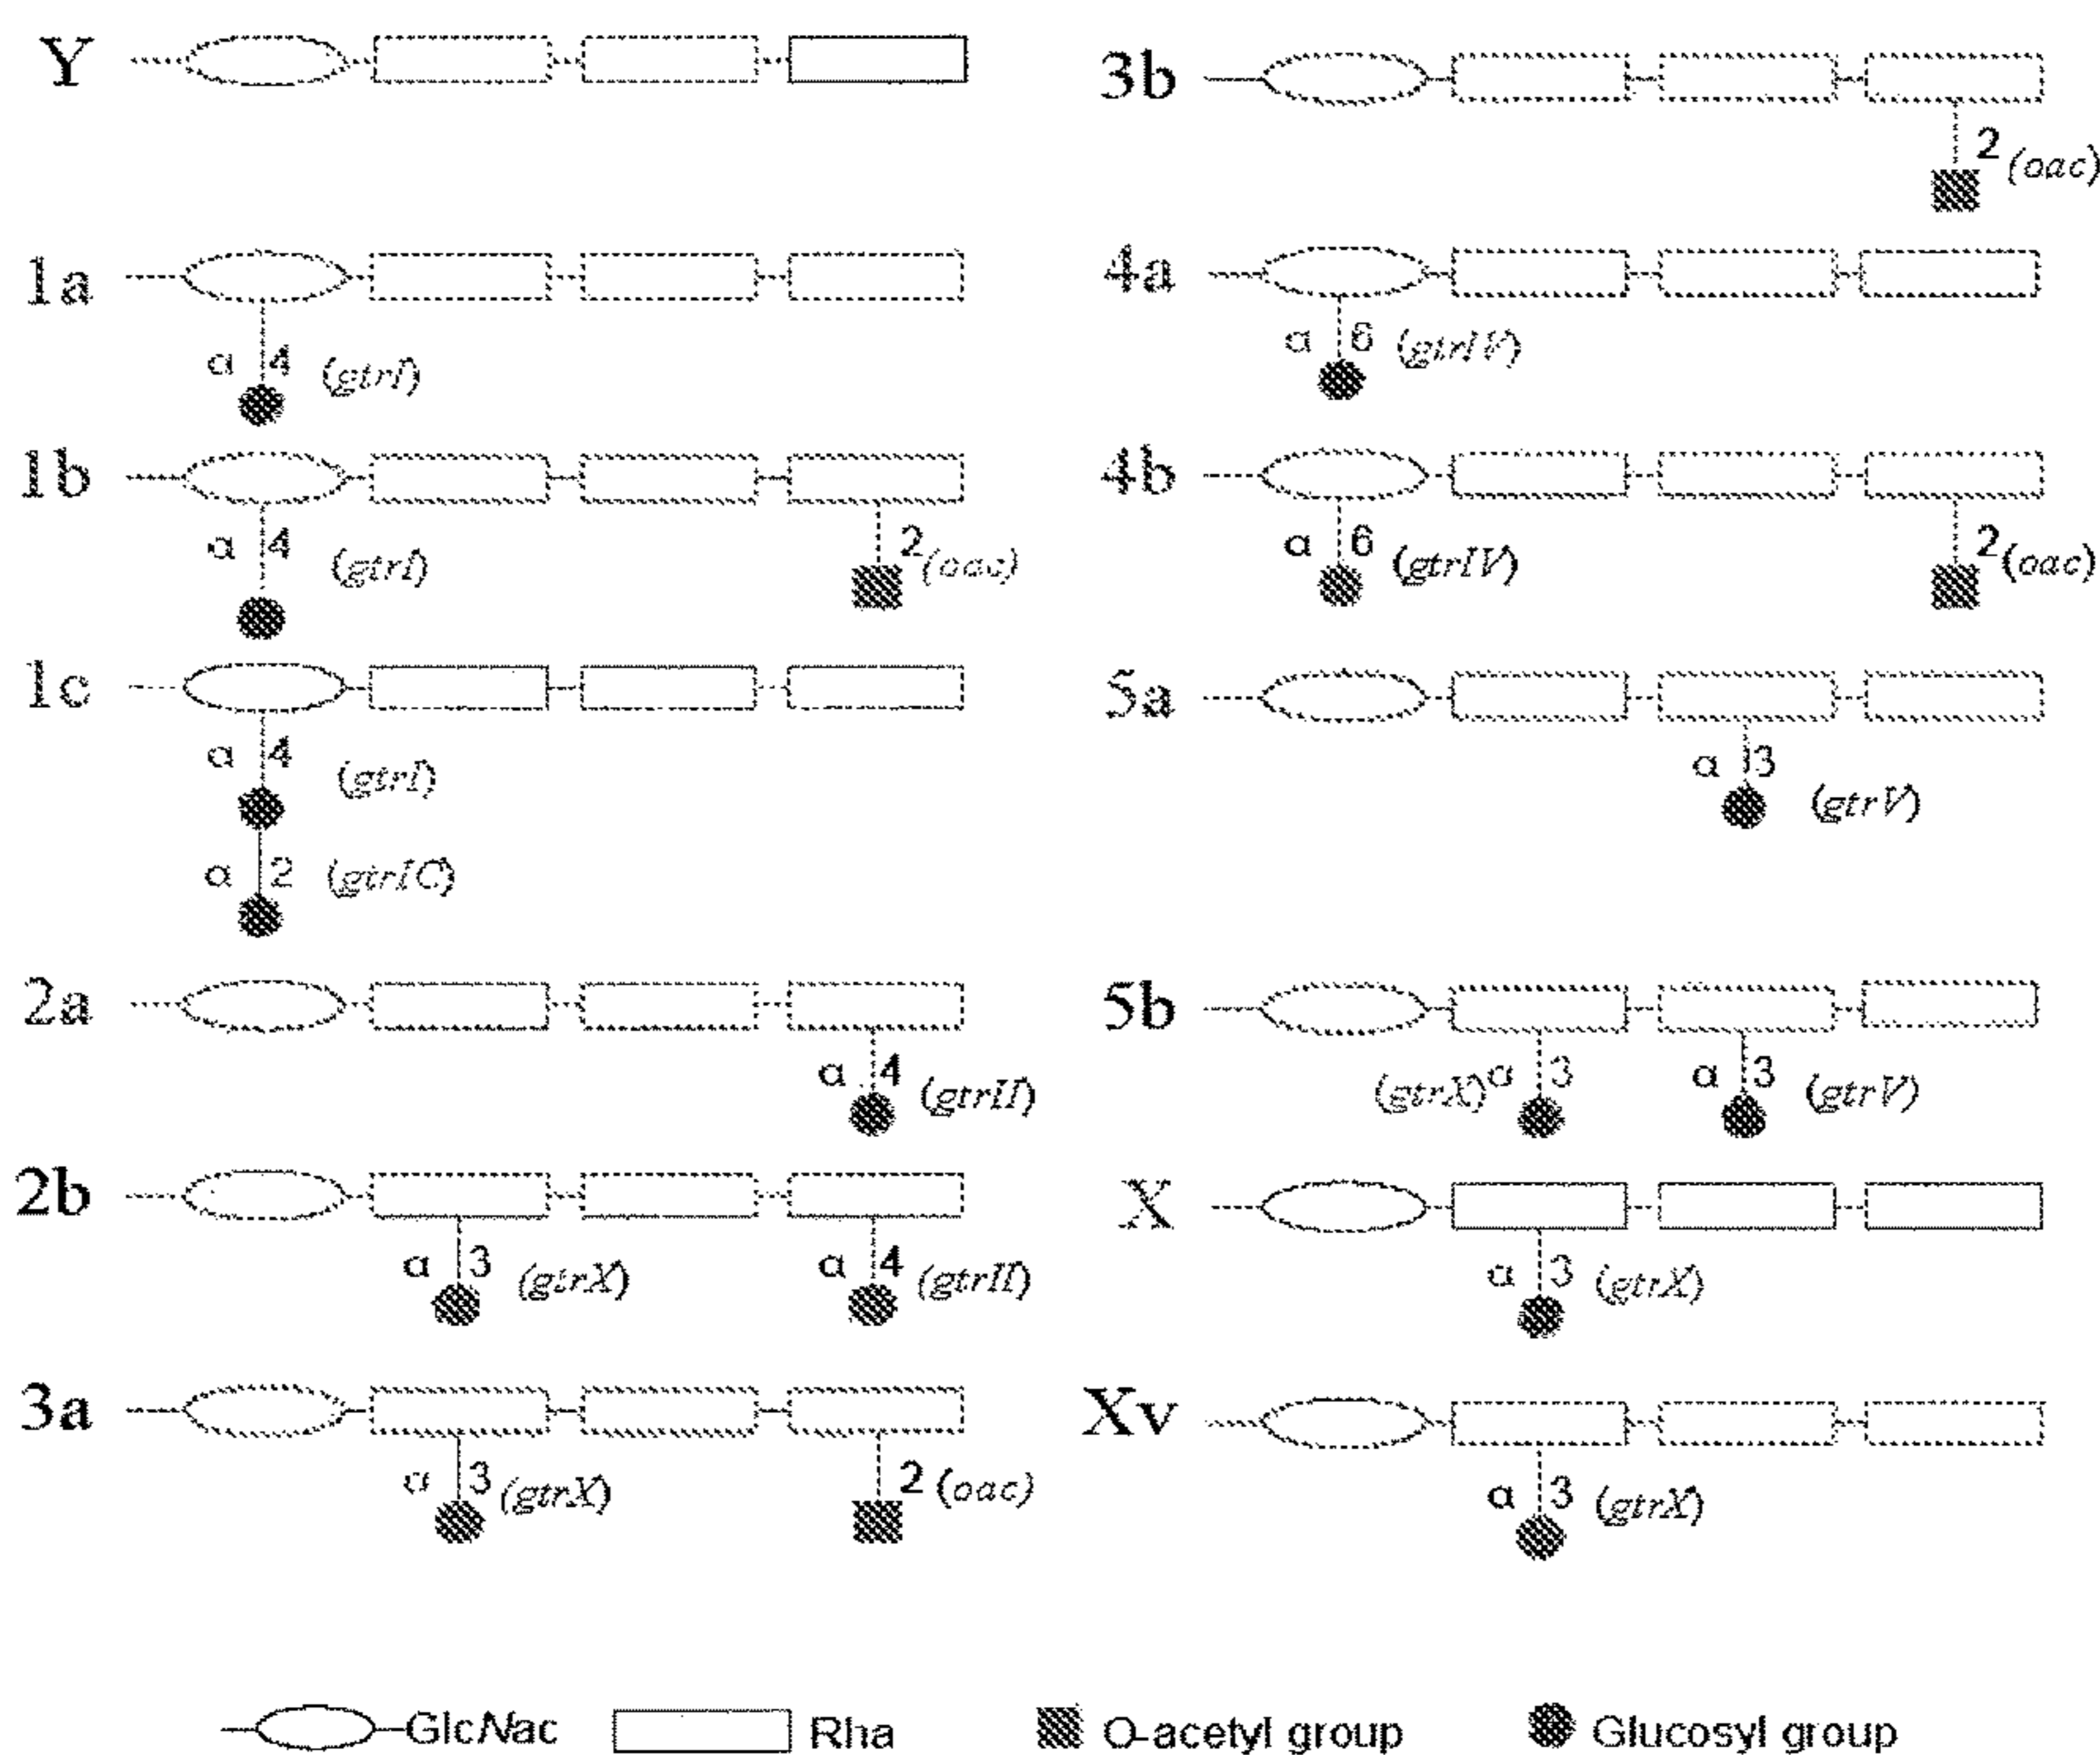 Y
1a
α 4 (gtrI)
1b
α 4 (gtrI) 2 (oac)
1c
α 4 (gtrI)
α 2 (gtrIC)
2a
α 4 (gtrII)
2b
α 3 (gtrX) α 4 (gtrII)
3a
α 3 (gtrX) 2 (oac)
3b
2 (oac)
4a
α 6 (gtrIV)
4b
α 6 (gtrIV) 2 (oac)
5a
α 3 (gtrV)
5b
(gtrX) α 3 α 3 (gtrV)
X
α 3 (gtrX)
Xv
α 3 (gtrX)
GlcNac Rha O-acetyl group Glucosyl group